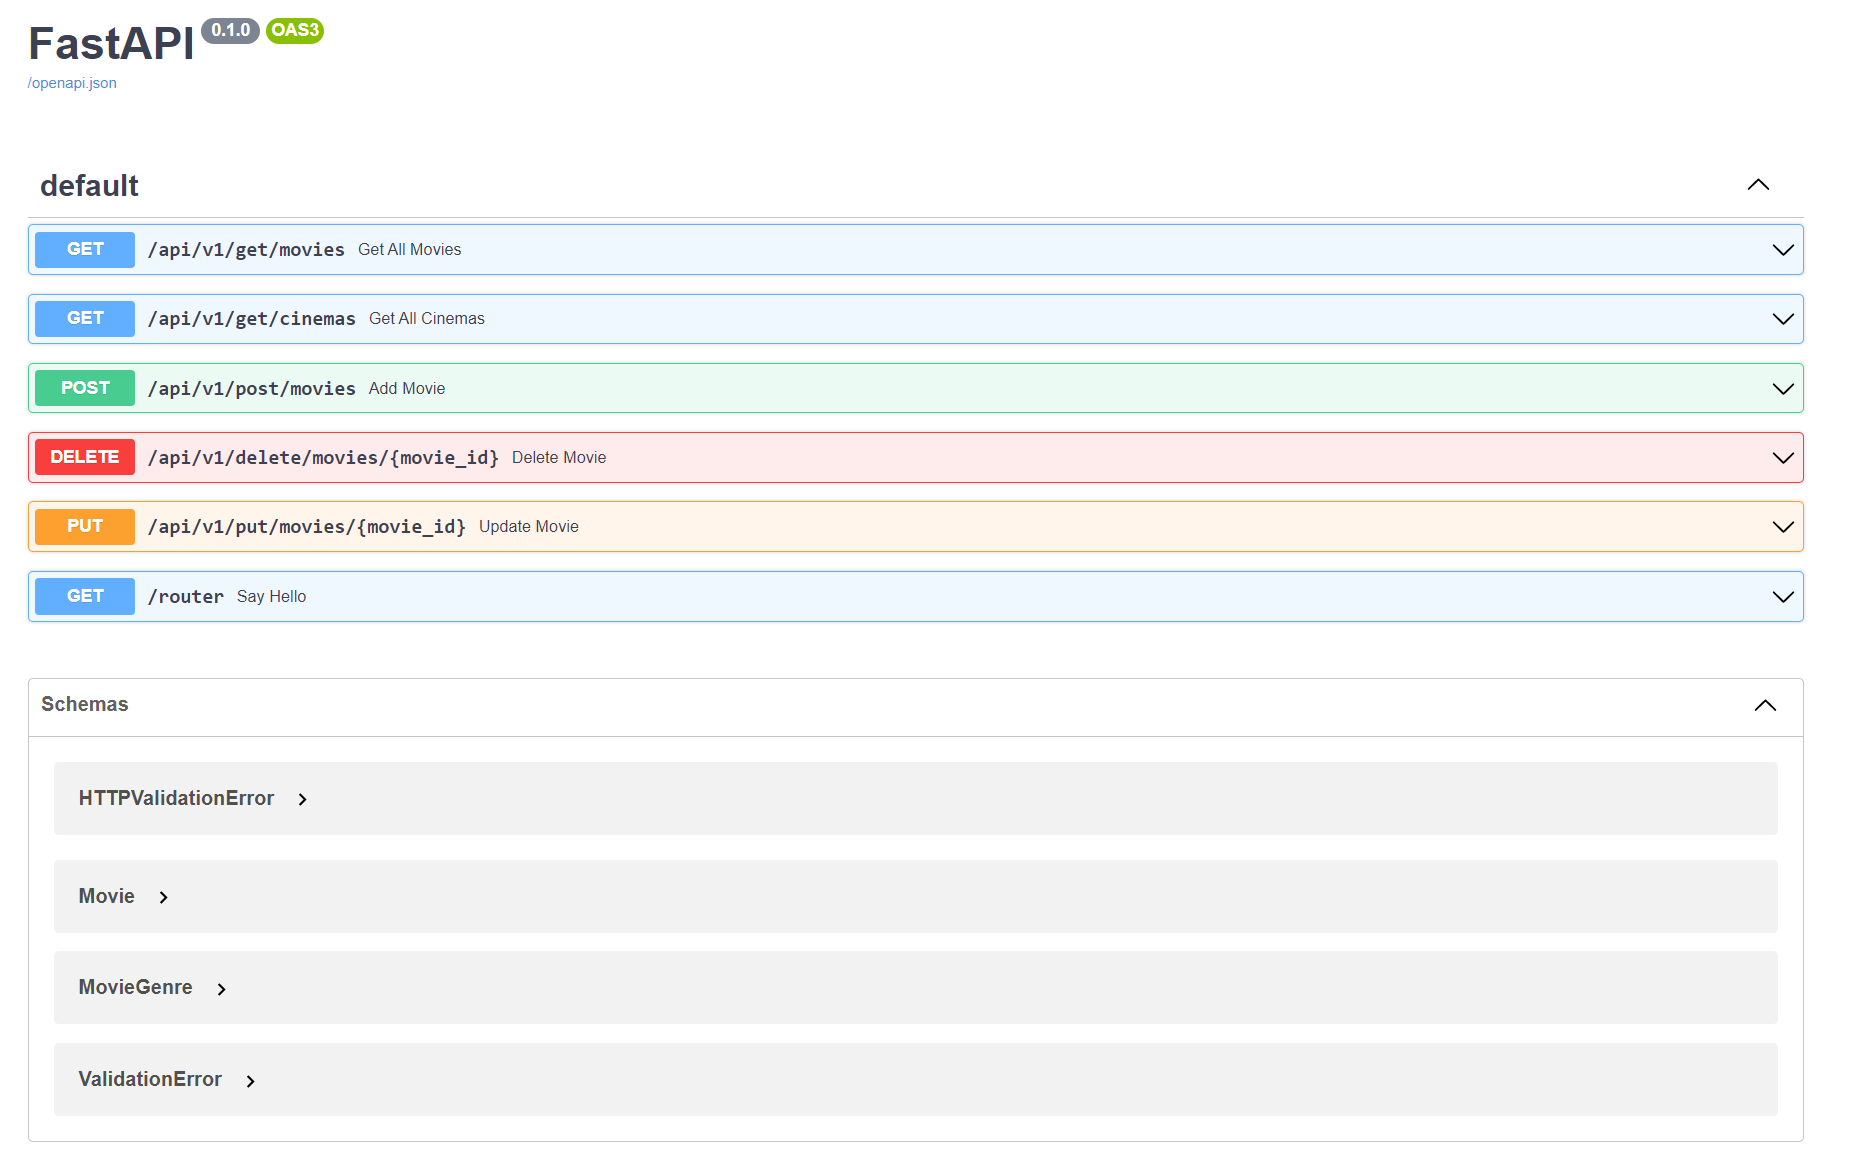 FastAPI 0.1.0 OAS3
/openapi.json
default
GET /api/v1/get/movies Get All Movies
GET /api/v1/get/cinemas Get All Cinemas
POST /api/v1/post/movies Add Movie
DELETE /api/v1/delete/movies/{movie_id} Delete Movie
PUT /api/v1/put/movies/{movie_id} Update Movie
GET /router Say Hello
Schemas
HTTPValidationError
Movie
MovieGenre
ValidationError